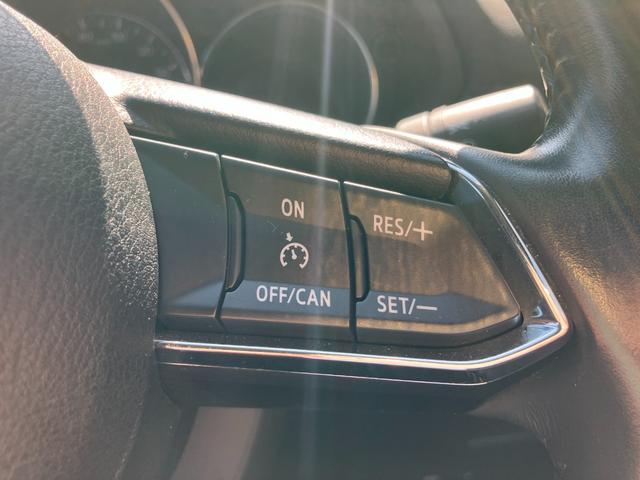 ON
OFF/CAN
RES/+
SET/–